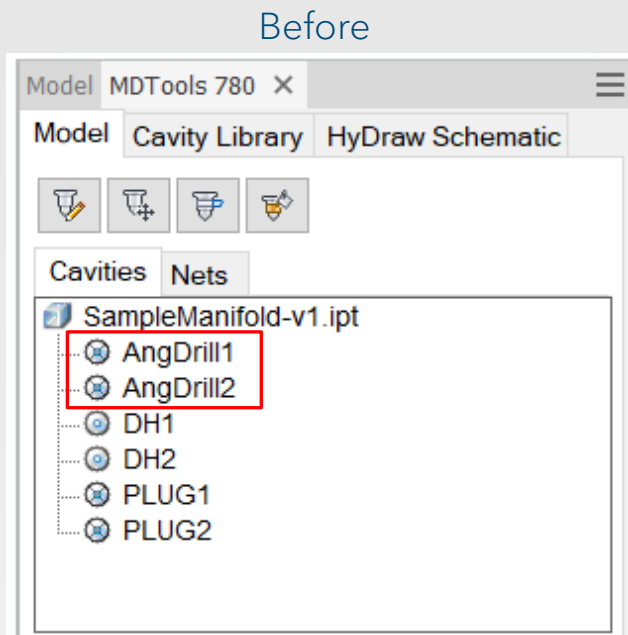 Before
Model MDTools 780
Model Cavity Library HyDraw Schematic
Cavities Nets
SampleManifold-v1.ipt
AngDrill1
AngDrill2
DH1
DH2
PLUG1
PLUG2